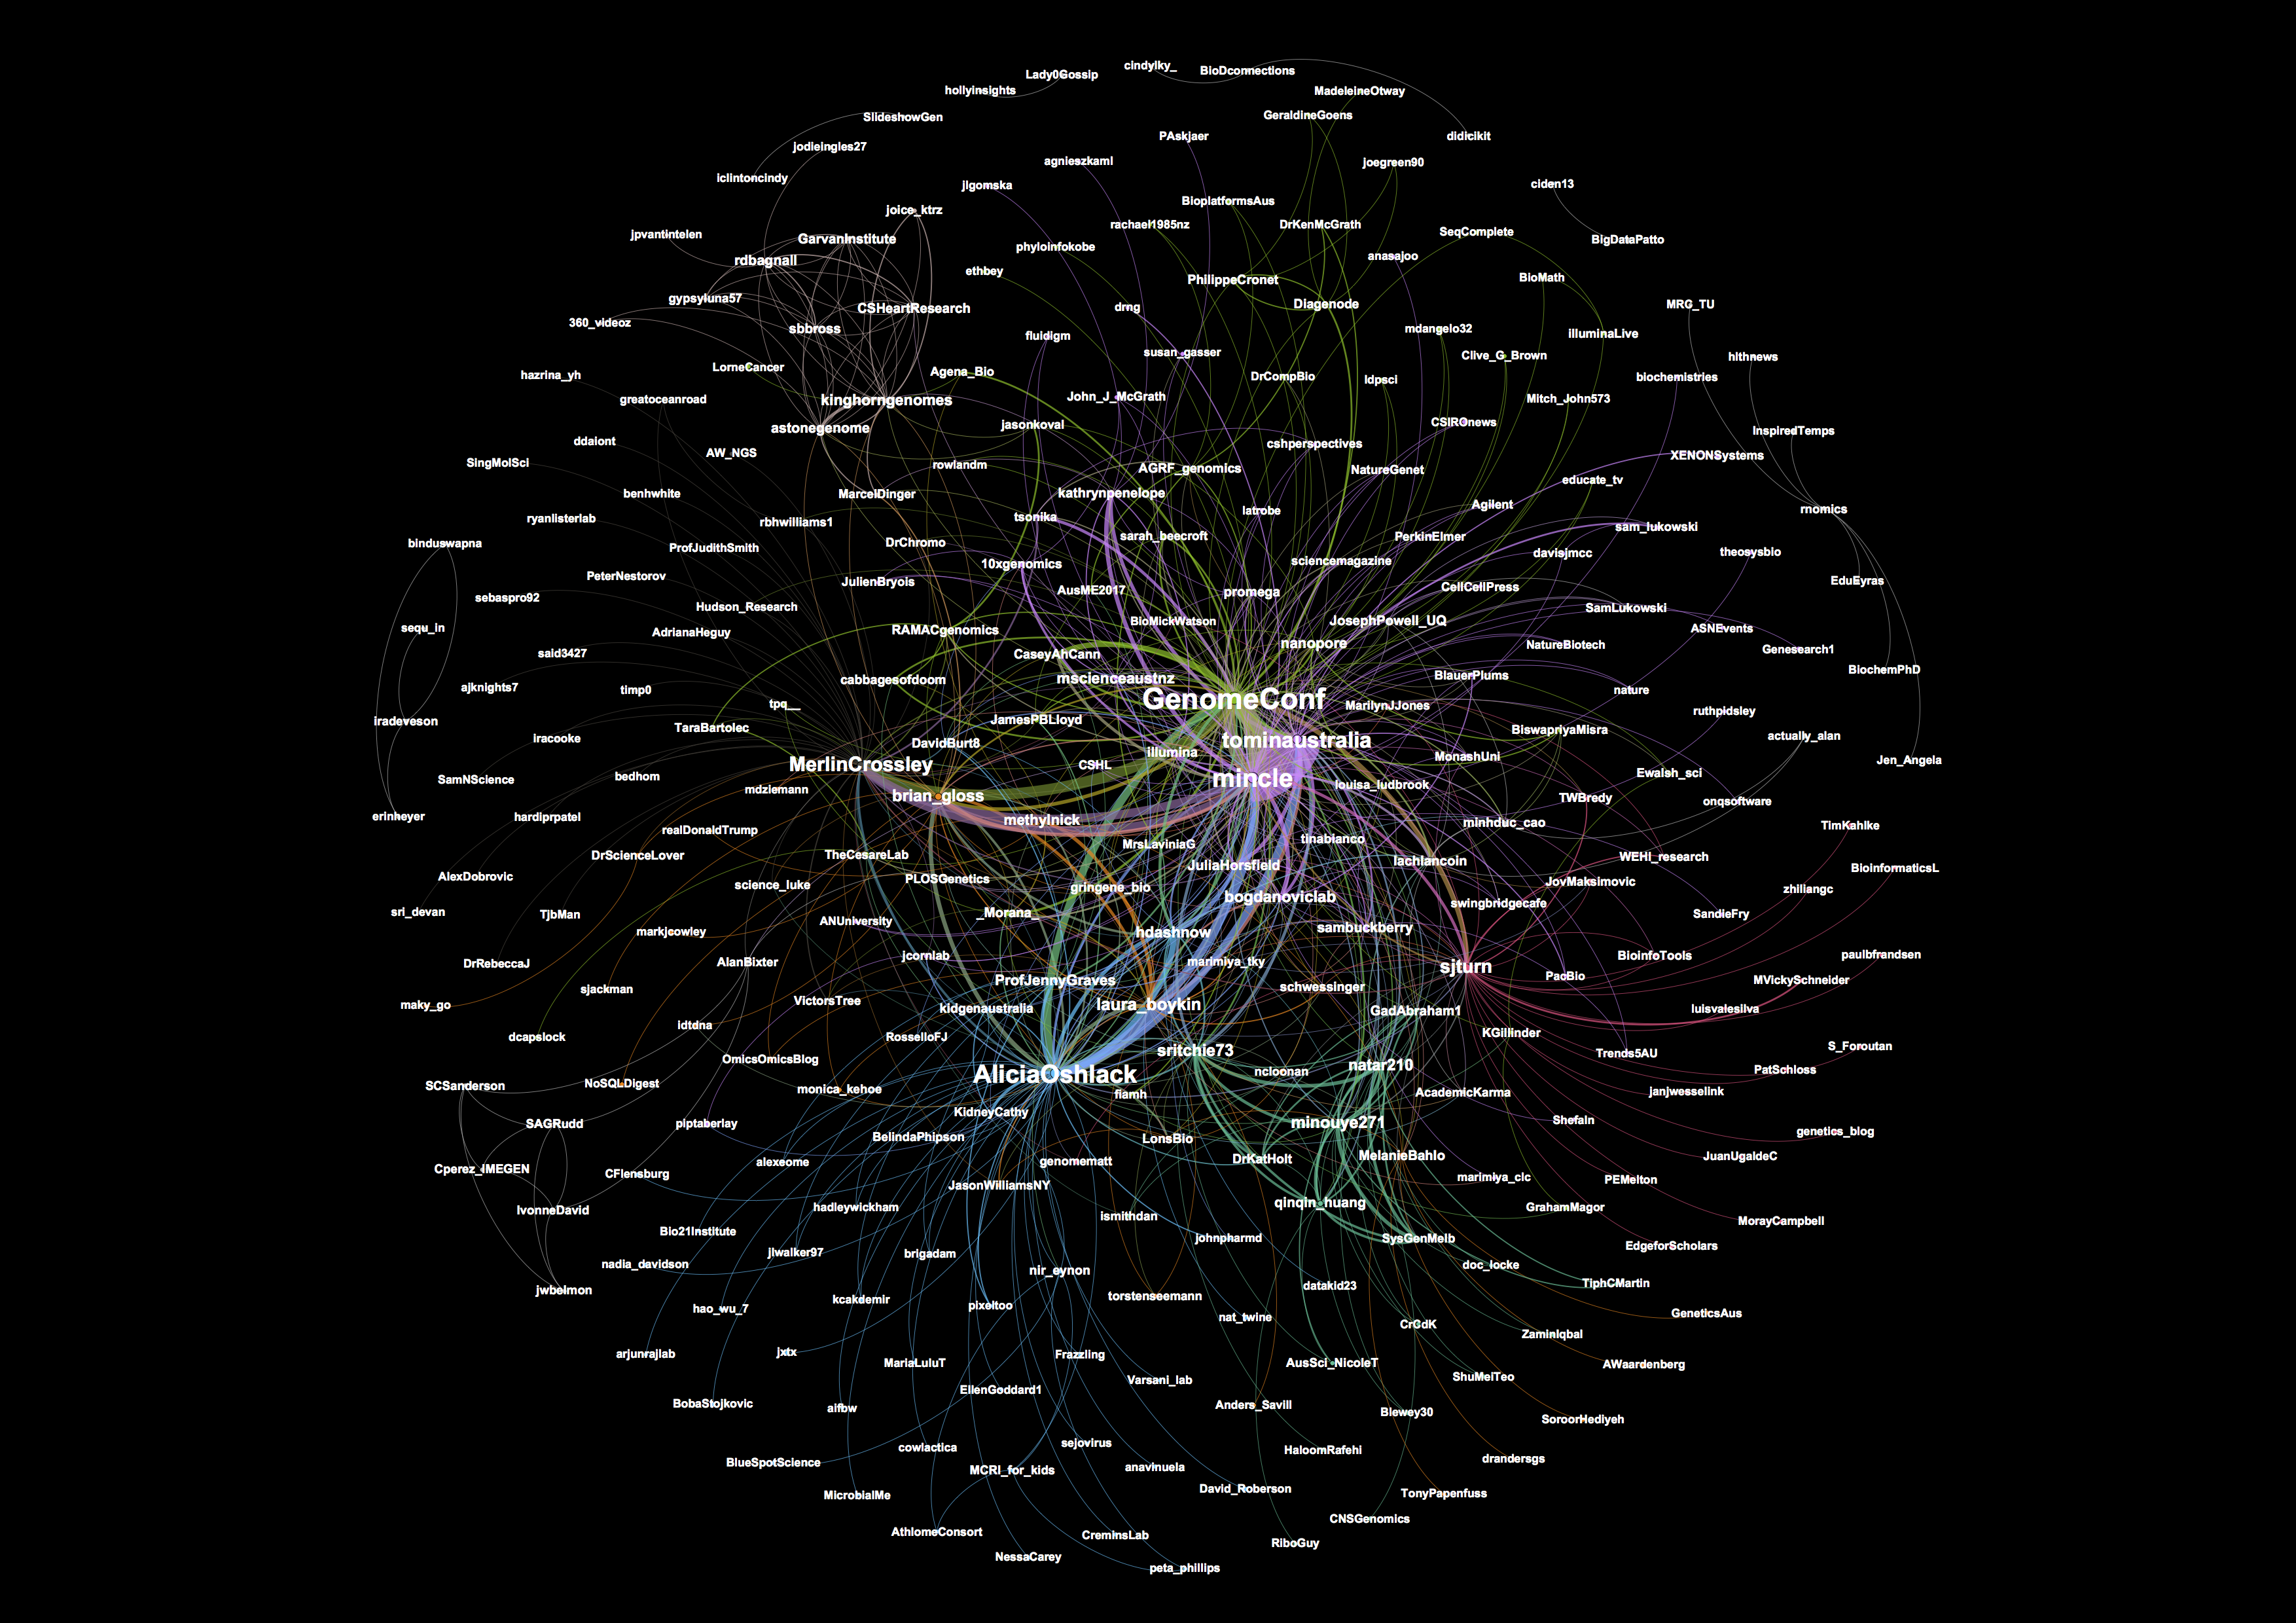 cindylky_
BioDconnections
Lady0Gossip
hollyinsights
MadeleineOtway
SlideshowGen
GeraldineGoens
PAskjaer
didicikit
jodieingles27
agnieszkaml
joegreen90
iclintoncindy
jlgomska
ciden13
BioplatformsAus
joice_ktrz
rachael1985nz
DrKenMcGrath
SeqComplete
jpvantintelen
GarvanInstitute
phyloinfokobe
BigDataPatto
rdbagnall
anasajoo
ethbey
PhilippeCronet
BioMath
gypsyluna57
CSHeartResearch
drng
Diagenode
MRG_TU
360_videoz
sbbross
fluidigm
mdangelo32
illuminaLive
susan_gasser
Clive_G_Brown
hlthnews
LorneCancer
Agena_Bio
hazrina_yh
DrCompBio
ldpsci
biochemistries
greatoceanroad
kinghorngenomes
John_J_McGrath
Mitch_John573
astonegenome
jasonkoval
CSIROnews
InspiredTemps
ddalont
cshperspectives
AW_NGS
XENONSystems
SingMolSci
rowlandm
AGRF_genomics
NatureGenet
educate_tv
benhwhite
MarcelDinger
kathrynpenelope
Agilent
rnomics
ryanlisterlab
rbhwilliams1
tsonika
latrobe
sam_lukowski
binduswapna
ProfJudithSmith
DrChromo
sarah_beecroft
PerkinElmer
davisjmcc
theosysbio
10xgenomics
sciencemagazine
PeterNestorov
JulienBryois
EduEyras
sebaspro92
AusME2017
promega
CellCellPress
Hudson_Research
SamLukowski
sequ_in
AdrianaHeguy
RAMACgenomics
BioMickWatson
JosephPowell_UQ
ASNEvents
said3427
CaseyAhCann
nanopore
NatureBiotech
Genesearch1
ajknights7
timp0
cabbagesofdoom
mscienceaustnz
BlauerPlums
BiochemPhD
nature
tpq__
GenomeConf
MarilynJJones
ruthpidsley
iradeveson
TaraBartolec
JamesPBLloyd
BiswapriyaMisra
iracooke
DavidBurt8
illumina
tominaustralia
actually_alan
SamNScience
bedhom
MerlinCrossley
CSHL
mincle
MonashUni
Ewalsh_sci
Jen_Angela
mdziemann
brian_gloss
louisa_ludbrook
TWBredy
onqsoftware
erinheyer
hardiprpatel
realDonaldTrump
methylnick
minhduc_cao
TimKahlke
DrScienceLover
TheCesareLab
MrsLaviniaG
tinabianco
WEHI_research
AlexDobrovic
science_luke
PLOSGenetics
JuliaHorsfield
lachlancoin
BioinformaticsL
gringene_bio
JovMaksimovic
zhiliangc
sri_devan
TjbMan
ANUniversity
_Morana_
bogdanoviclab
swingbridgecafe
SandieFry
markjcowley
hdashnow
sambuckberry
DrRebeccaJ
AlanBixter
jcornlab
marimiya_tky
sjturn
BioinfoTools
paulbfrandsen
sjackman
ProfJennyGraves
schwessinger
PacBio
MVickySchneider
maky_go
VictorsTree
kidgenaustralia
laura_boykin
GadAbraham1
luisvalesilva
dcapslock
idtdna
RosselloFJ
KGillinder
OmicsOmicsBlog
sritchie73
Trends5AU
S_Foroutan
SCSanderson
NoSQLDigest
monica_kehoe
AliciaOshlack
ncloonan
natar210
PatSchloss
fiamh
AcademicKarma
janjwesselink
SAGRudd
piptaberlay
KidneyCathy
minouye271
Shefaln
BelindaPhipson
LonsBio
genetics_blog
Cperez_IMEGEN
CFlensburg
alexeome
genomematt
DrKatHolt
MelanieBahlo
JuanUgaldeC
JasonWilliamsNY
marimiya_clc
PEMelton
IvonneDavid
hadleywickham
ismithdan
qinqin_huang
GrahamMagor
MorayCampbell
Bio21Institute
jlwalker97
brigadam
johnpharmd
SysGenMelb
EdgeforScholars
nadia_davidson
nir_eynon
doc_locke
TiphCMartin
jwbelmon
hao_wu_7
kcakdemir
pixeltoo
torstenseemann
datakid23
GeneticsAus
nat_twine
CrCdK
ZaminIqbal
arjunrajlab
jxtx
MariaLuluT
Frazzling
AusSci_NicoleT
AWaardenberg
Varsani_lab
ShuMeiTeo
BobaStojkovic
aifbw
EllenGoddard1
Anders_Savill
Blewey30
SoroorHediyeh
cowlactica
sejovirus
HaloomRafehi
BlueSpotScience
MCRI_for_kids
anavinuela
drandersgs
MicrobialMe
David_Roberson
TonyPapenfuss
AthlomeConsort
CreminsLab
CNSGenomics
NessaCarey
peta_phillips
RiboGuy